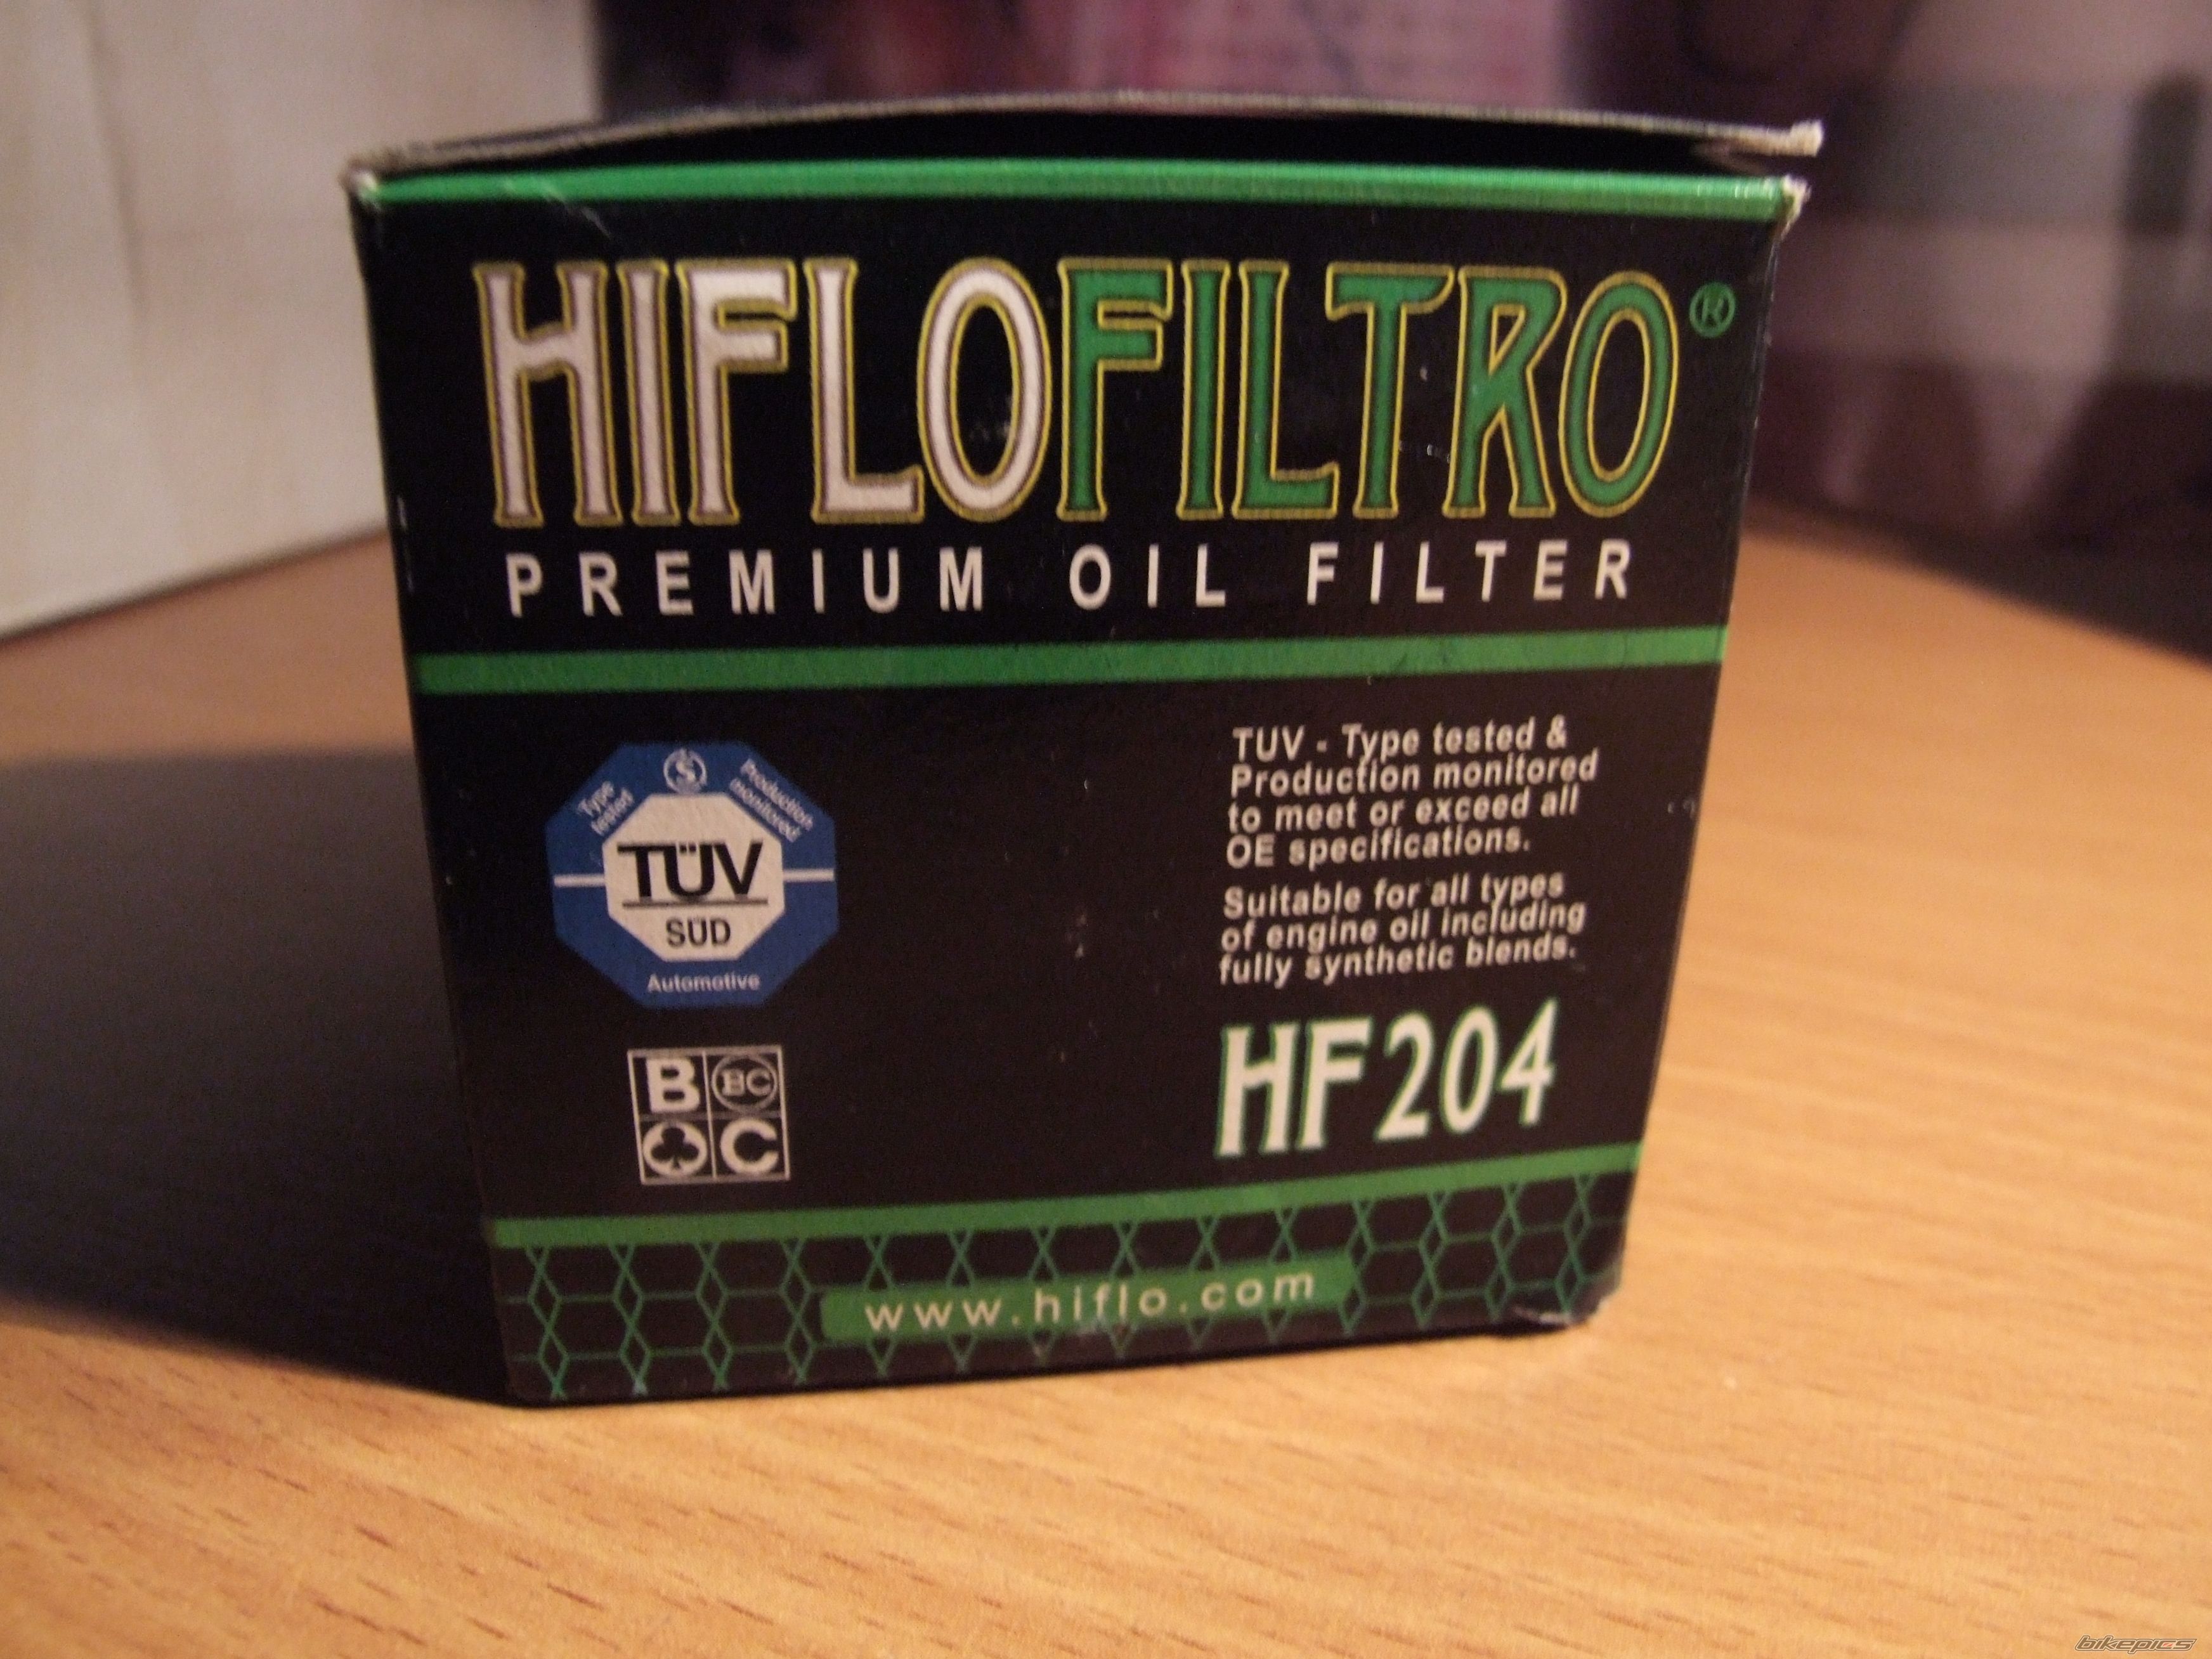 HIFLOFILTRO®
PREMIUM OIL FILTER
TUV - Type tested &
Production monitored
to meet or exceed all
OE specifications.
Suitable for all types
of engine oil including
fully synthetic blends.
HF204
Type
tested
S
Production
monitored
TÜV
SÜD
Automotive
B BC
C
www.hiflo.com
bikepics